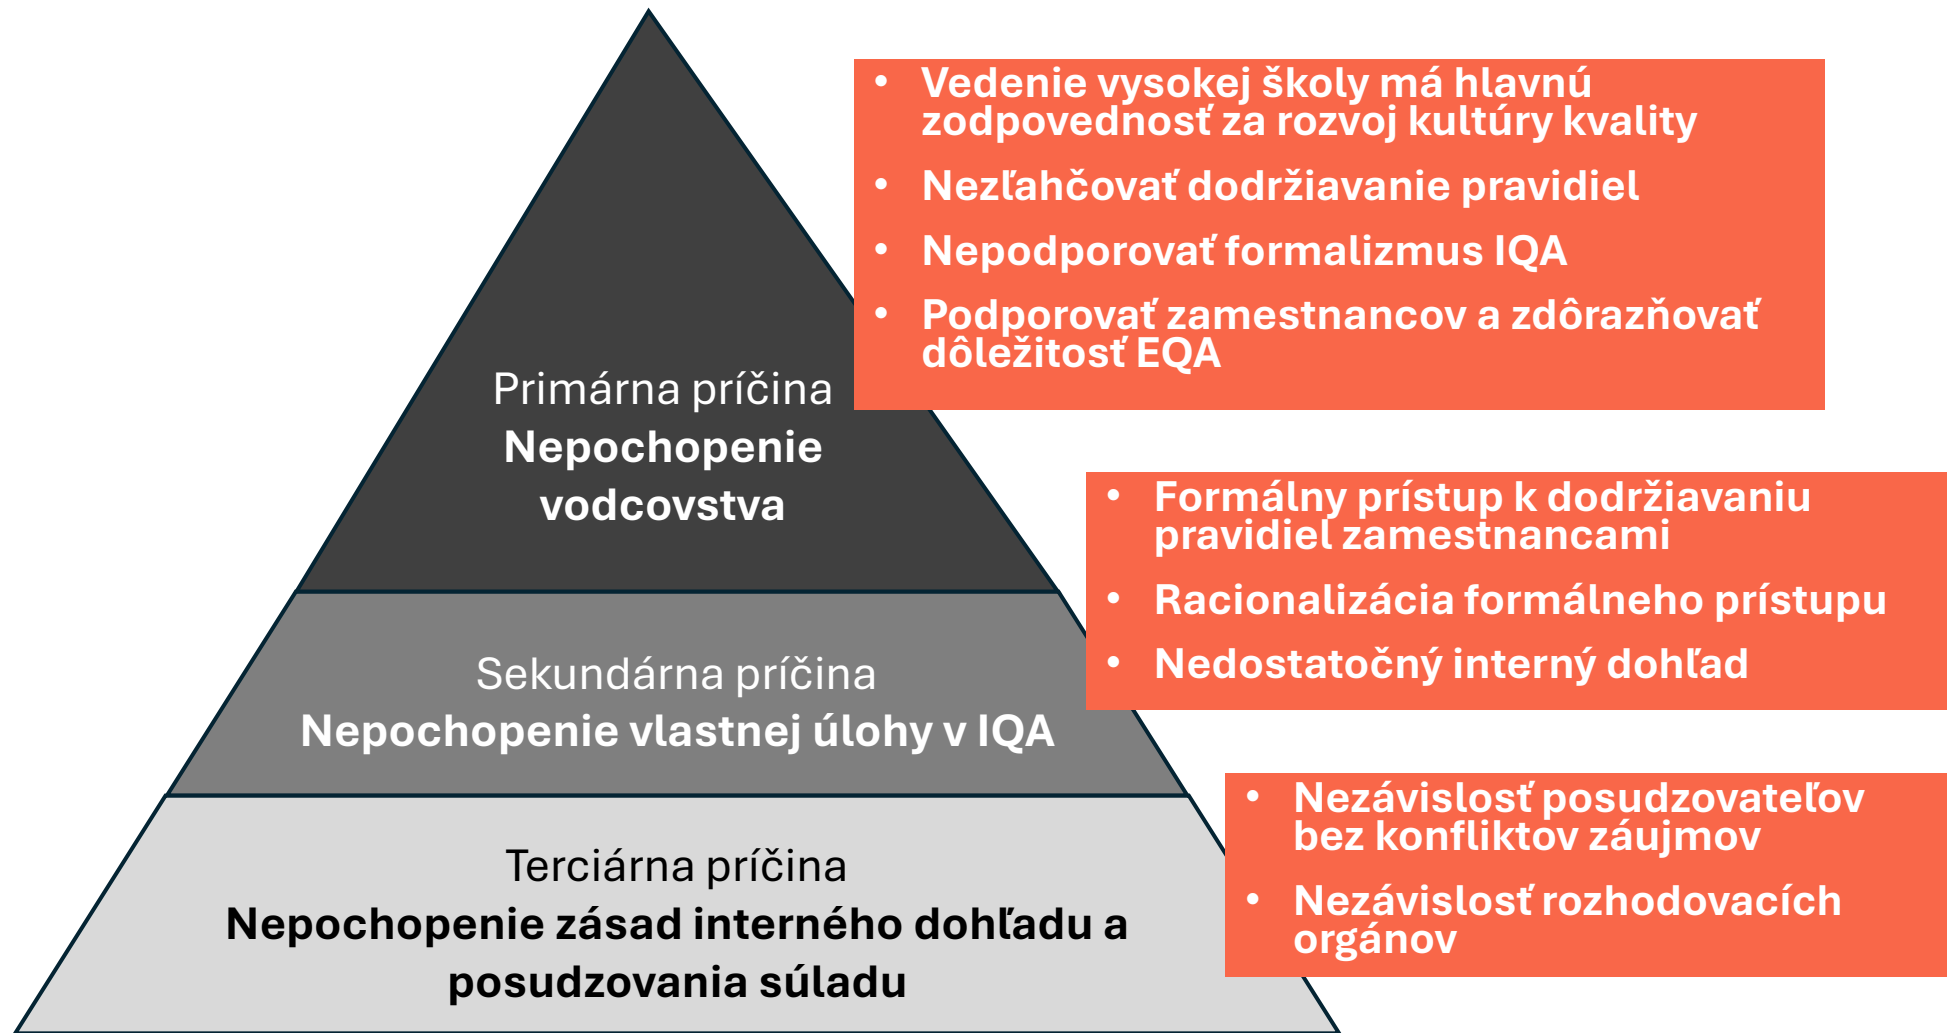 Primárna príčina
Nepochopenie
vodcovstva
• Vedenie vysokej školy má hlavnú
zodpovednosť za rozvoj kultúry kvality
• Nezľahčovať dodržiavanie pravidiel
• Nepodporovať formalizmus IQA
• Podporovať zamestnancov a zdôrazňovať
dôležitosť EQA
Sekundárna príčina
Nepochopenie vlastnej úlohy v IQA
• Formálny prístup k dodržiavaniu
pravidiel zamestnancami
• Racionalizácia formálneho prístupu
• Nedostatočný interný dohľad
Terciárna príčina
Nepochopenie zásad interného dohľadu a
posudzovania súladu
• Nezávislosť posudzovateľov
bez konfliktov záujmov
• Nezávislosť rozhodovacích
orgánov